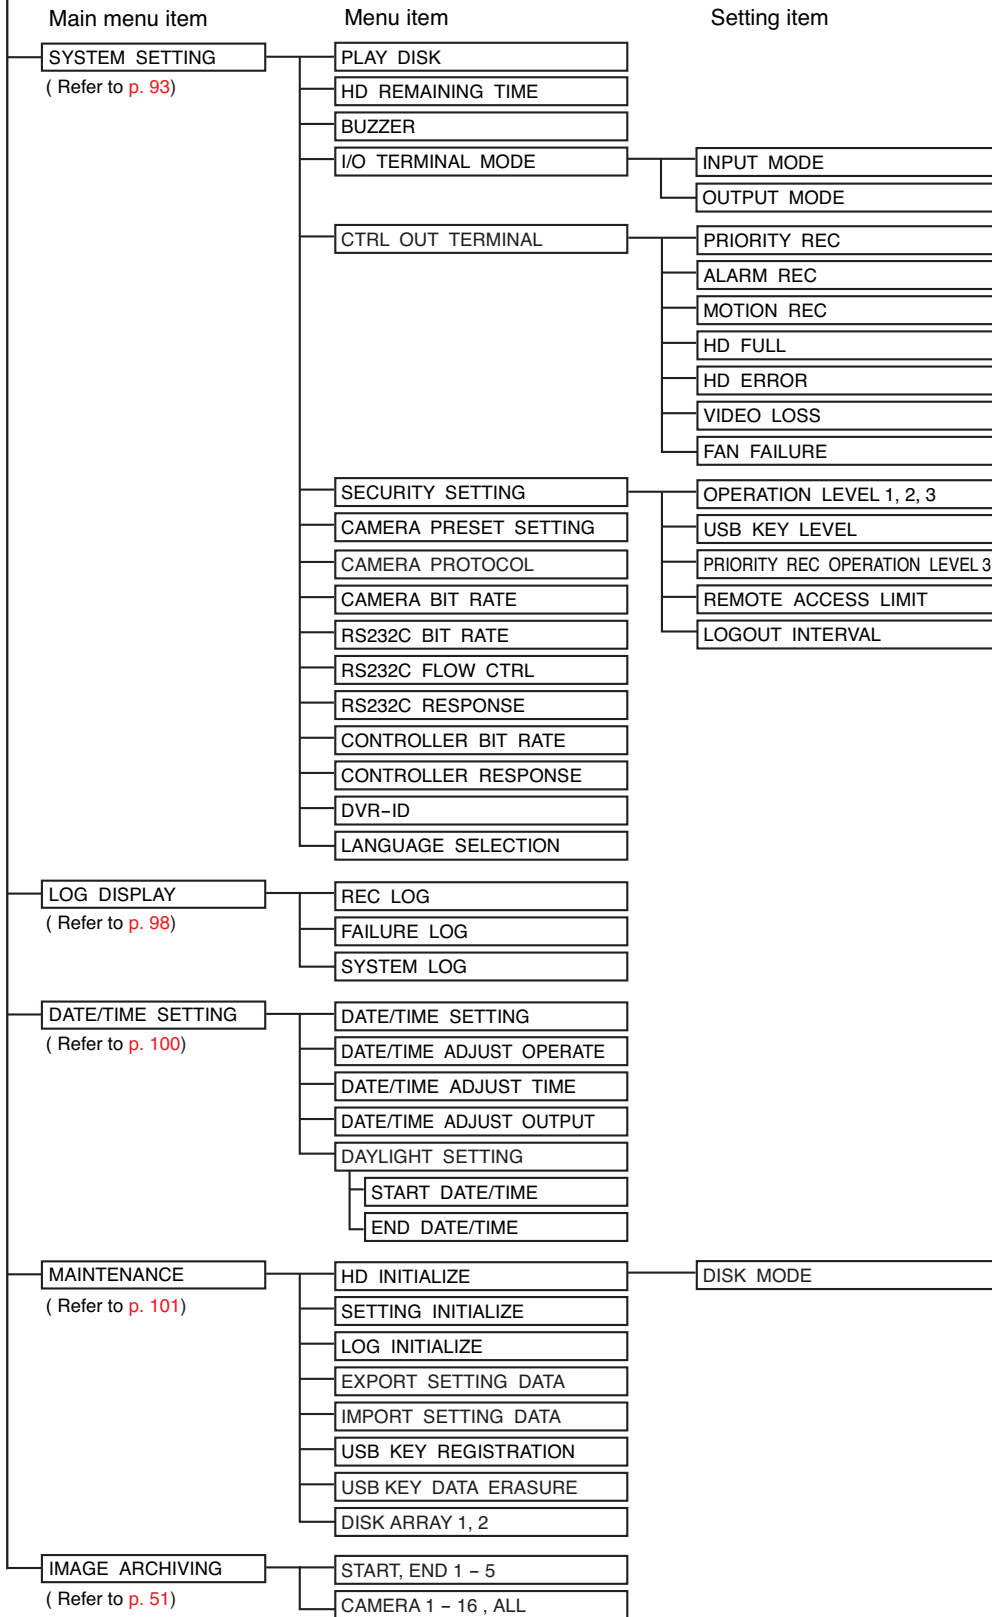 Main menu item Menu item Setting item
SYSTEM SETTING
( Refer to p. 93)
PLAY DISK
HD REMAINING TIME
BUZZER
I/O TERMINAL MODE
INPUT MODE
OUTPUT MODE
CTRL OUT TERMINAL
PRIORITY REC
ALARM REC
MOTION REC
HD FULL
HD ERROR
VIDEO LOSS
FAN FAILURE
SECURITY SETTING
OPERATION LEVEL 1, 2, 3
USB KEY LEVEL
PRIORITY REC OPERATION LEVEL 3
REMOTE ACCESS LIMIT
LOGOUT INTERVAL
CAMERA PRESET SETTING
CAMERA PROTOCOL
CAMERA BIT RATE
RS232C BIT RATE
RS232C FLOW CTRL
RS232C RESPONSE
CONTROLLER BIT RATE
CONTROLLER RESPONSE
DVR−ID
LANGUAGE SELECTION
LOG DISPLAY
( Refer to p. 98)
REC LOG
FAILURE LOG
SYSTEM LOG
DATE/TIME SETTING
( Refer to p. 100)
DATE/TIME SETTING
DATE/TIME ADJUST OPERATE
DATE/TIME ADJUST TIME
DATE/TIME ADJUST OUTPUT
DAYLIGHT SETTING
START DATE/TIME
END DATE/TIME
MAINTENANCE
( Refer to p. 101)
HD INITIALIZE
DISK MODE
SETTING INITIALIZE
LOG INITIALIZE
EXPORT SETTING DATA
IMPORT SETTING DATA
USB KEY REGISTRATION
USB KEY DATA ERASURE
DISK ARRAY 1, 2
IMAGE ARCHIVING
( Refer to p. 51)
START, END 1 − 5
CAMERA 1 − 16 , ALL